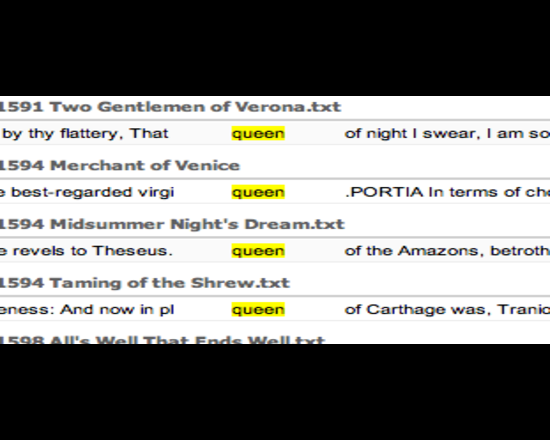 1591 Two Gentlemen of Verona.txt
by thy flattery, That queen of night I swear, I am so
1594 Merchant of Venice
e best-regarded virgi queen .PORTIA In terms of cho
1594 Midsummer Night's Dream.txt
e revels to Theseus. queen of the Amazons, betroth
1594 Taming of the Shrew.txt
eness: And now in pl queen of Carthage was, Tranio
1598 All's Well That Ends Well.txt